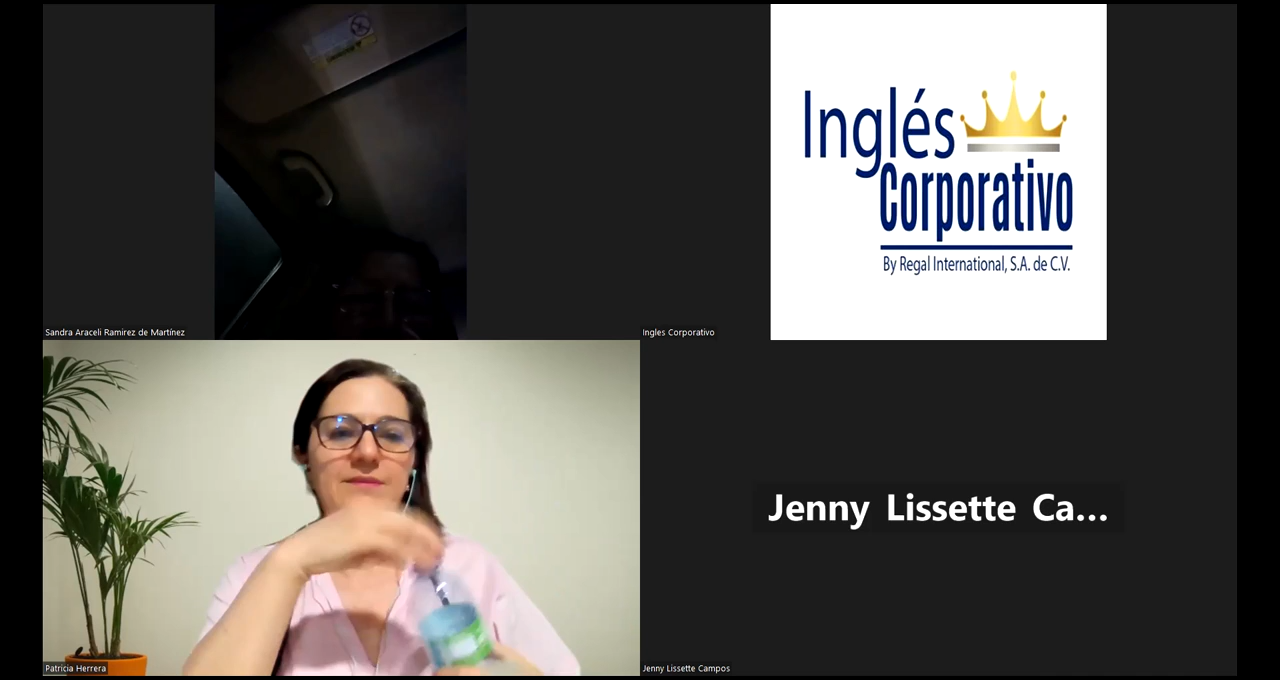 Inglés
Corporativo
By Regal International, S.A. de C.V.
Sandra Araceli Ramirez de Martínez
Ingles Corporativo
Jenny Lissette Ca...
Patricia Herrera
Jenny Lissette Campos